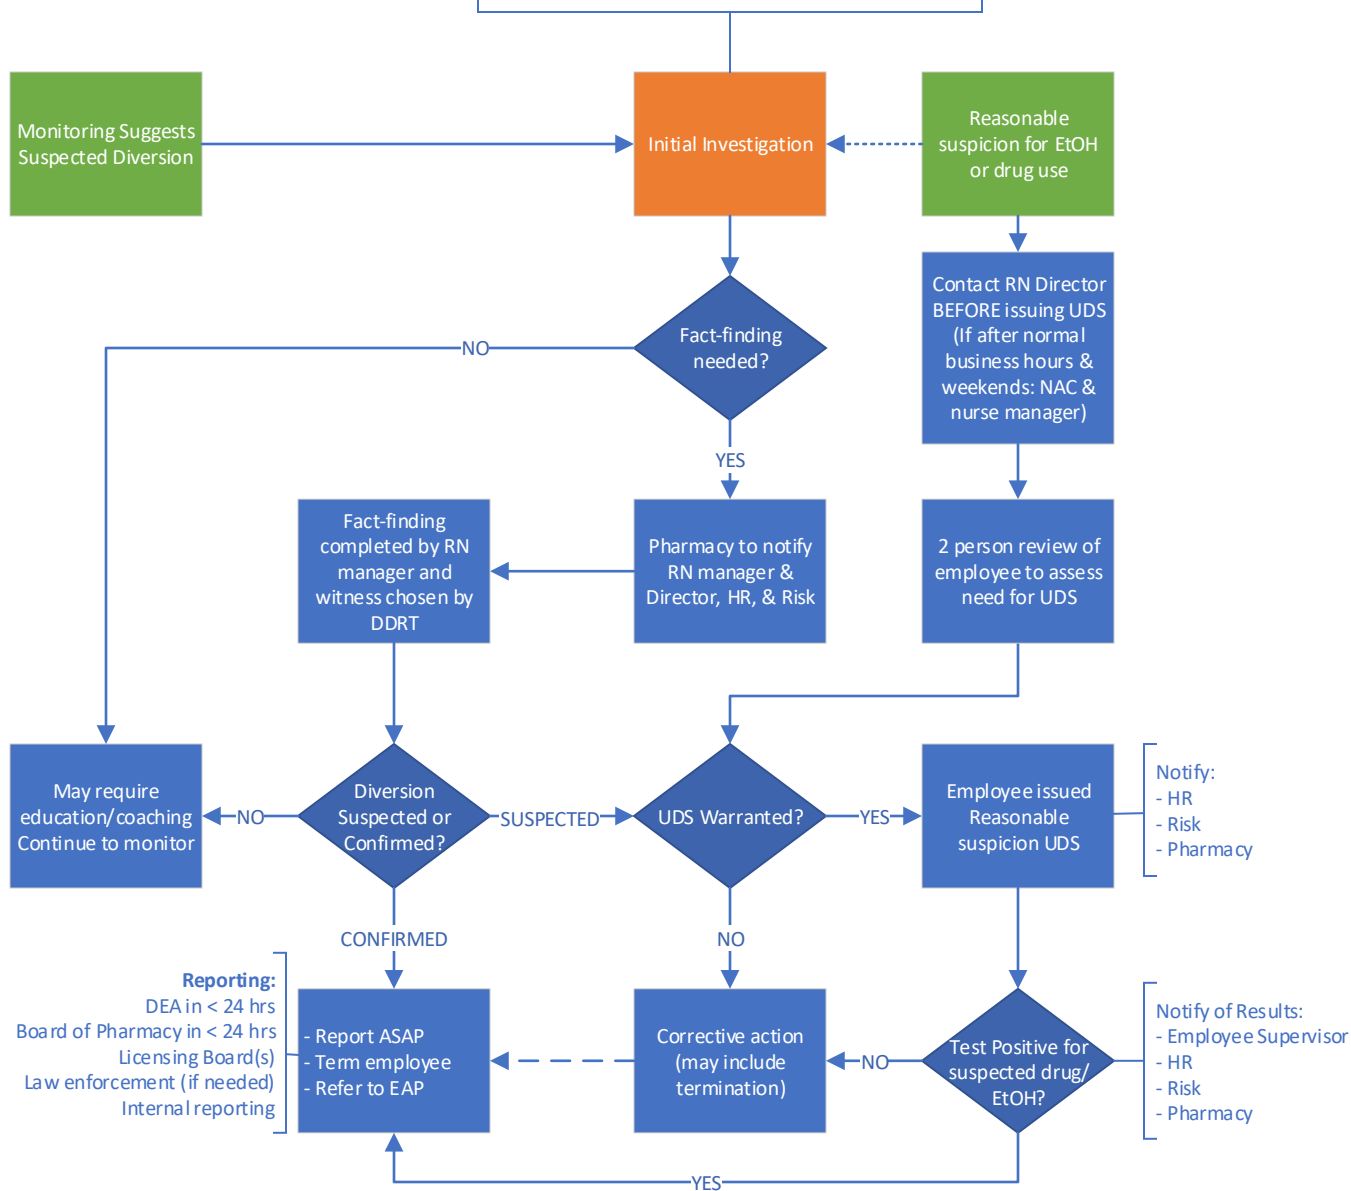 Monitoring Suggests
Suspected Diversion
Initial Investigation
Reasonable
suspicion for EtOH
or drug use
Contact RN Director
BEFORE issuing UDS
(If after normal
business hours &
weekends: NAC &
nurse manager)
Fact-finding
needed?
NO
YES
Fact-finding
completed by RN
manager and
witness chosen by
DDRT
Pharmacy to notify
RN manager &
Director, HR, & Risk
2 person review of
employee to assess
need for UDS
May require
education/coaching
Continue to monitor
NO
Diversion
Suspected or
Confirmed?
SUSPECTED
UDS Warranted?
YES
Employee issued
Reasonable
suspicion UDS
Notify:
- HR
- Risk
- Pharmacy
CONFIRMED
NO
Reporting:
DEA in < 24 hrs
Board of Pharmacy in < 24 hrs
Licensing Board(s)
Law enforcement (if needed)
Internal reporting
- Report ASAP
- Term employee
- Refer to EAP
Corrective action
(may include
termination)
NO
Test Positive for
suspected drug/
EtOH?
Notify of Results:
- Employee Supervisor
- HR
- Risk
- Pharmacy
YES